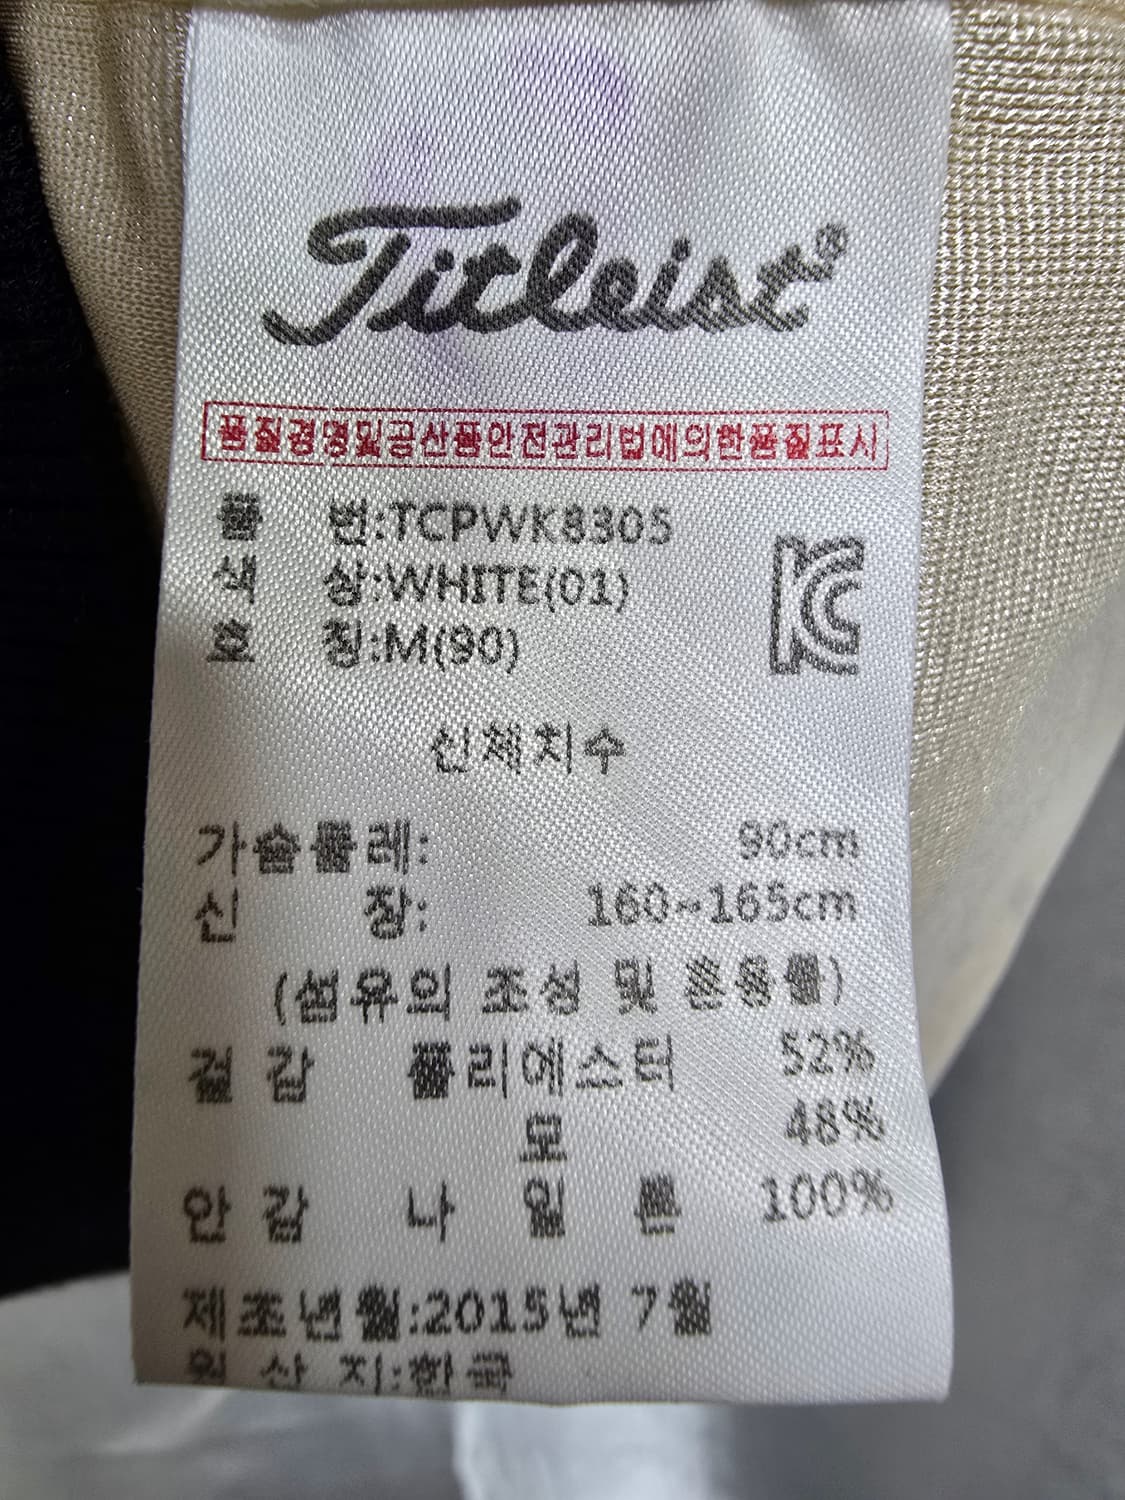 Titleist®
품질경영및공산품안전관리법에의한품질표시
품 번:TCPWK8305
색 상:WHITE(01)
호 칭:M(90)
KC
신체치수
가슴둘레: 90cm
신 장: 160~165cm
(섬유의 조성 및 혼용률)
겉 감 폴리에스터 52%
모 48%
안 감 나 일 론 100%
제조년월:2015년 7월
원 산 지:한국